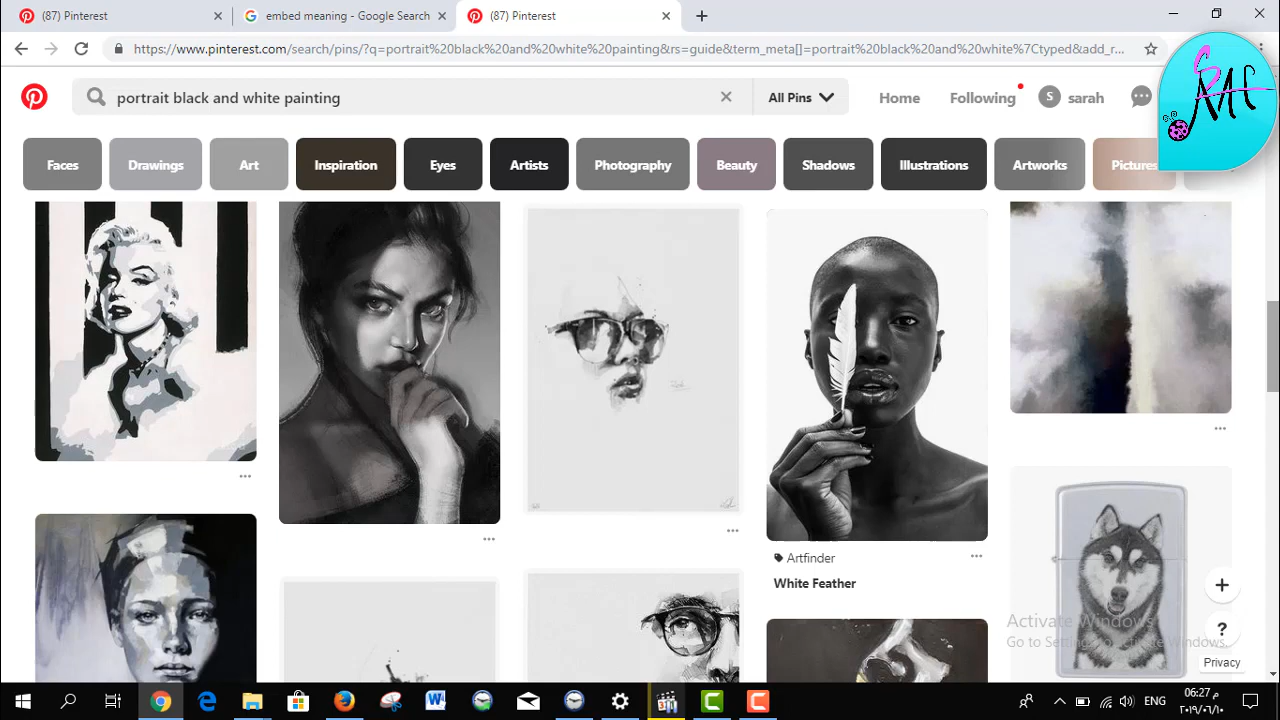 (87) Pinterest
embed meaning - Google Search
(87) Pinterest
https://www.pinterest.com/search/pins/?q=portrait%20black%20and%20white%20painting&rs=guide&term_meta[]=portrait%20black%20and%20white%7Ctyped&add_r...
portrait black and white painting
All Pins
Home
Following
S
sarah
Faces
Drawings
Art
Inspiration
Eyes
Artists
Photography
Beauty
Shadows
Illustrations
Artworks
Pictures
Artfinder
White Feather
Activate Windows
Go to Settings to activate Windows.
Privacy
ENG
06:27 م
٢٠١٩/٠٦/١٠